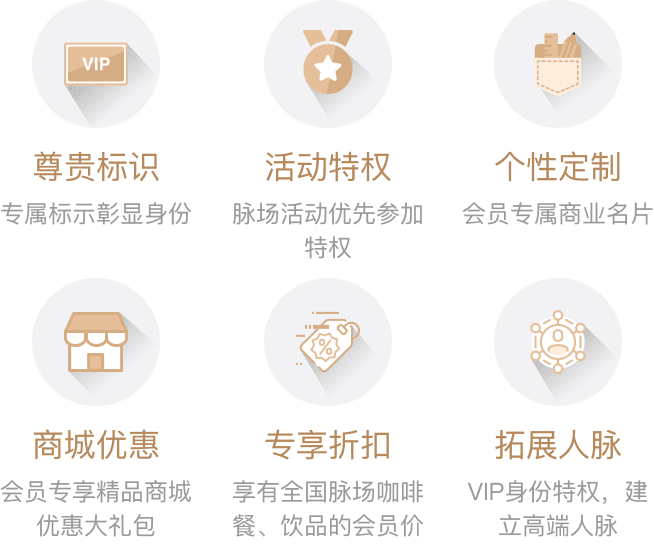 VIP
尊贵标识
专属标示彰显身份
活动特权
脉场活动优先参加
特权
个性定制
会员专属商业名片
商城优惠
会员专享精品商城
优惠大礼包
%
专享折扣
享有全国脉场咖啡
餐、饮品的会员价
拓展人脉
VIP身份特权，建
立高端人脉